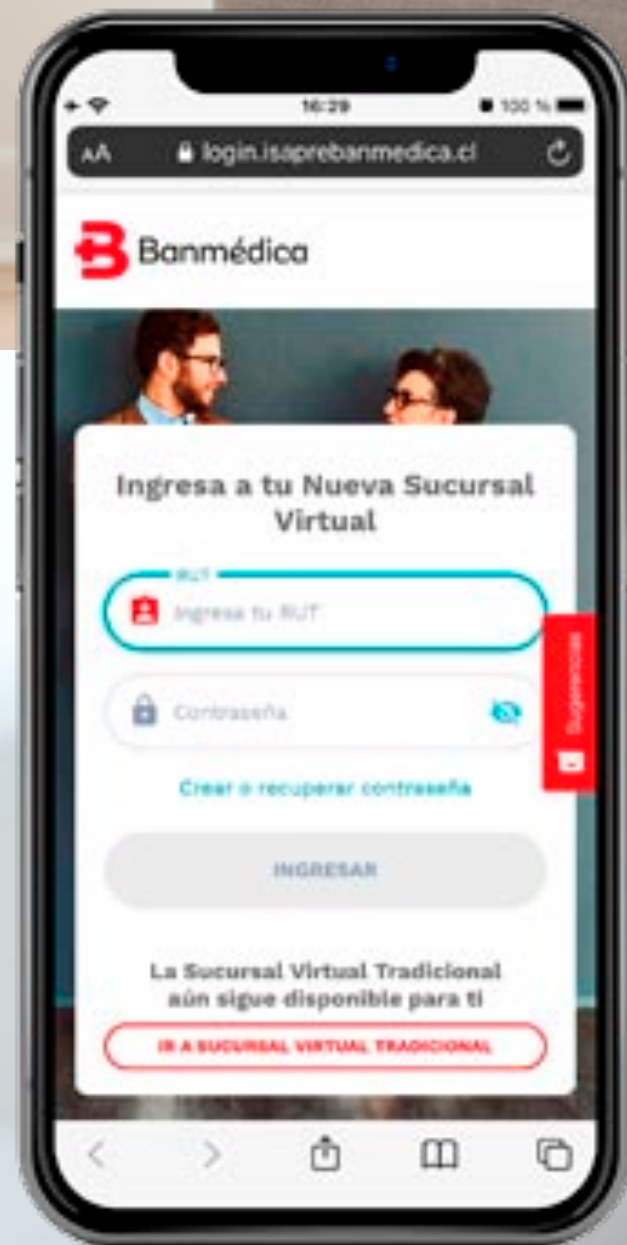 16:29
100 %
AA
login.isaprebanmedica.cl
Banmédica
Ingresa a tu Nueva Sucursal
Virtual
RUT
Ingresa tu RUT
Sugerencias
Contraseña
Crear o recuperar contraseña
INGRESAR
La Sucursal Virtual Tradicional
aún sigue disponible para ti
IR A SUCURSAL VIRTUAL TRADICIONAL